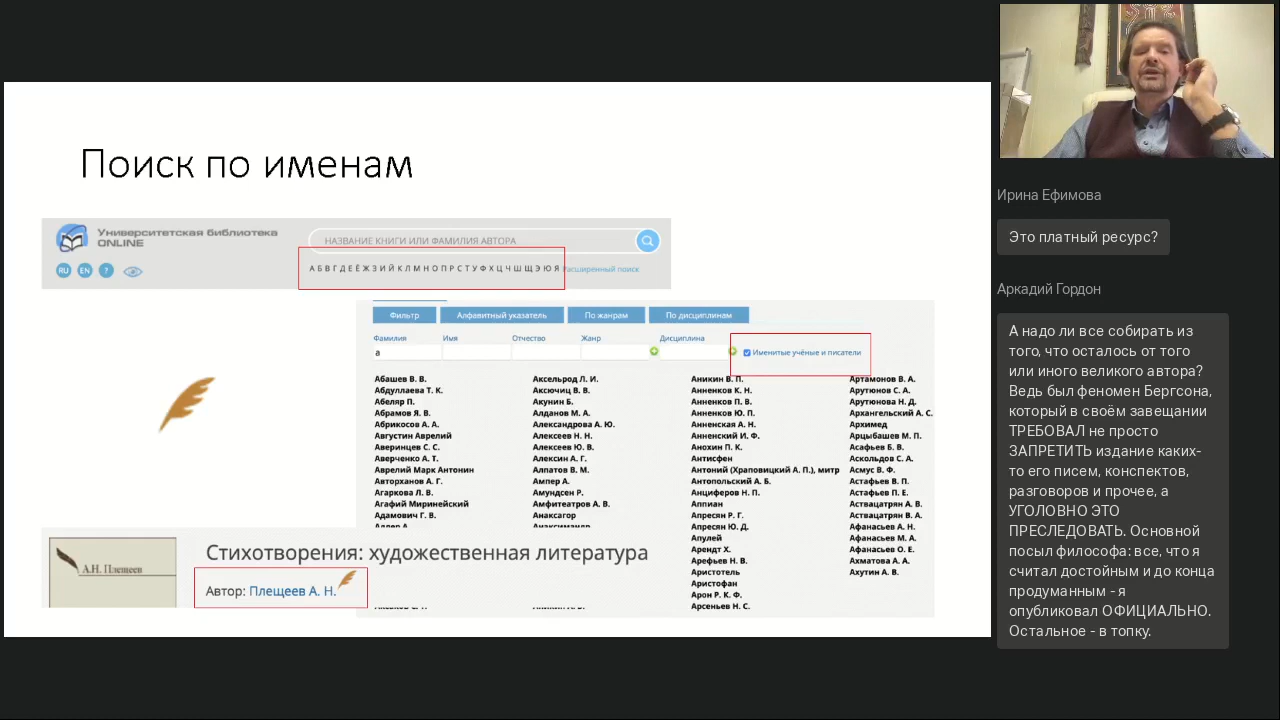 Поиск по именам
Университетская библиотека
ONLINE
НАЗВАНИЕ КНИГИ ИЛИ ФАМИЛИЯ АВТОРА
RU EN ?
А Б В Г Д Е Ё Ж З И Й К Л М Н О П Р С Т У Ф Х Ц Ч Ш Щ Э Ю Я Расширенный поиск
Фильтр Алфавитный указатель По жанрам По дисциплинам
Фамилия Имя Отчество Жанр Дисциплина
а
Именитые учёные и писатели
Абашев В. В.
Абдуллаева Т. К.
Абеляр П.
Абрамов Я. В.
Абрикосов А. А.
Августин Аврелий
Аверинцев С. С.
Аверченко А. Т.
Аврелий Марк Антонин
Авторханов А. Г.
Агаркова Л. В.
Агафий Миринейский
Адамович Г. В.
Адлер А.
Аксельрод Л. И.
Аксючиц В. В.
Акунин Б.
Алданов М. А.
Александрова А. Ю.
Алексеев Н. Н.
Алексеев Ю. В.
Алексин А. Г.
Алпатов В. М.
Ампер А.
Амундсен Р.
Амфитеатров А. В.
Анаксагор
Анаксимандр
Аникин В. П.
Анненков К. Н.
Анненков П. В.
Анненков Ю. П.
Анненская А. Н.
Анненский И. Ф.
Анохин П. К.
Антисфен
Антоний (Храповицкий А. П.), митр
Антопольский А. Б.
Анциферов Н. П.
Аппиан
Апресян Р. Г.
Апресян Ю. Д.
Апулей
Арендт Х.
Арефьев Н. В.
Аристотель
Аристофан
Арон Р. К. Ф.
Арсеньев Н. С.
Артамонов В. А.
Арутюнов С. А.
Арутюнова Н. Д.
Архангельский А. С.
Архимед
Арцыбашев М. П.
Асафьев Б. В.
Аскольдов С. А.
Асмус В. Ф.
Астафьев В. П.
Астафьев П. Е.
Аствацатрян А. В.
Аствацатрян В. А.
Афанасьев А. Н.
Афанасьев М. А.
Афанасьев О. Е.
Ахматова А. А.
Ахутин А. В.
А.Н. Плещеев
Стихотворения: художественная литература
Автор: Плещеев А. Н.
Ирина Ефимова
Это платный ресурс?
Аркадий Гордон
А надо ли все собирать из
того, что осталось от того
или иного великого автора?
Ведь был феномен Бергсона,
который в своём завещании
ТРЕБОВАЛ не просто
ЗАПРЕТИТЬ издание каких-
то его писем, конспектов,
разговоров и прочее, а
УГОЛОВНО ЭТО
ПРЕСЛЕДОВАТЬ. Основной
посыл философа: все, что я
считал достойным и до конца
продуманным - я
опубликовал ОФИЦИАЛЬНО.
Остальное - в топку.